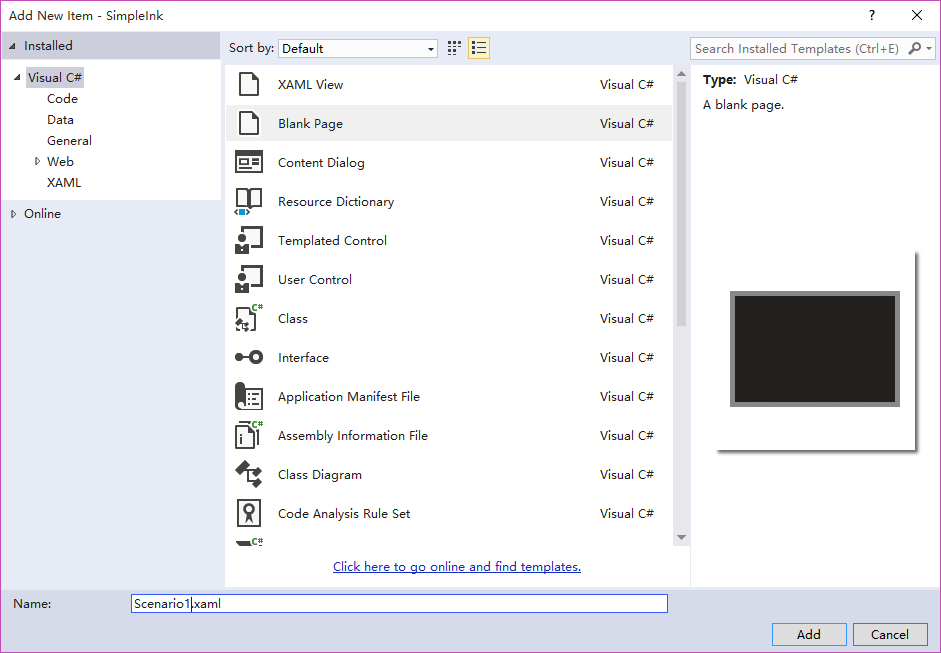 Add New Item - SimpleInk
?
Installed
Sort by: Default
Search Installed Templates (Ctrl+E)
Visual C#
Code
Data
General
Web
XAML
Online
XAML View Visual C#
Blank Page Visual C#
Content Dialog Visual C#
Resource Dictionary Visual C#
Templated Control Visual C#
User Control Visual C#
C#
Class Visual C#
Interface Visual C#
Application Manifest File Visual C#
C#
Assembly Information File Visual C#
Class Diagram Visual C#
Code Analysis Rule Set Visual C#
C#
Click here to go online and find templates.
Type: Visual C#
A blank page.
Name: Scenario1.xaml
Add Cancel